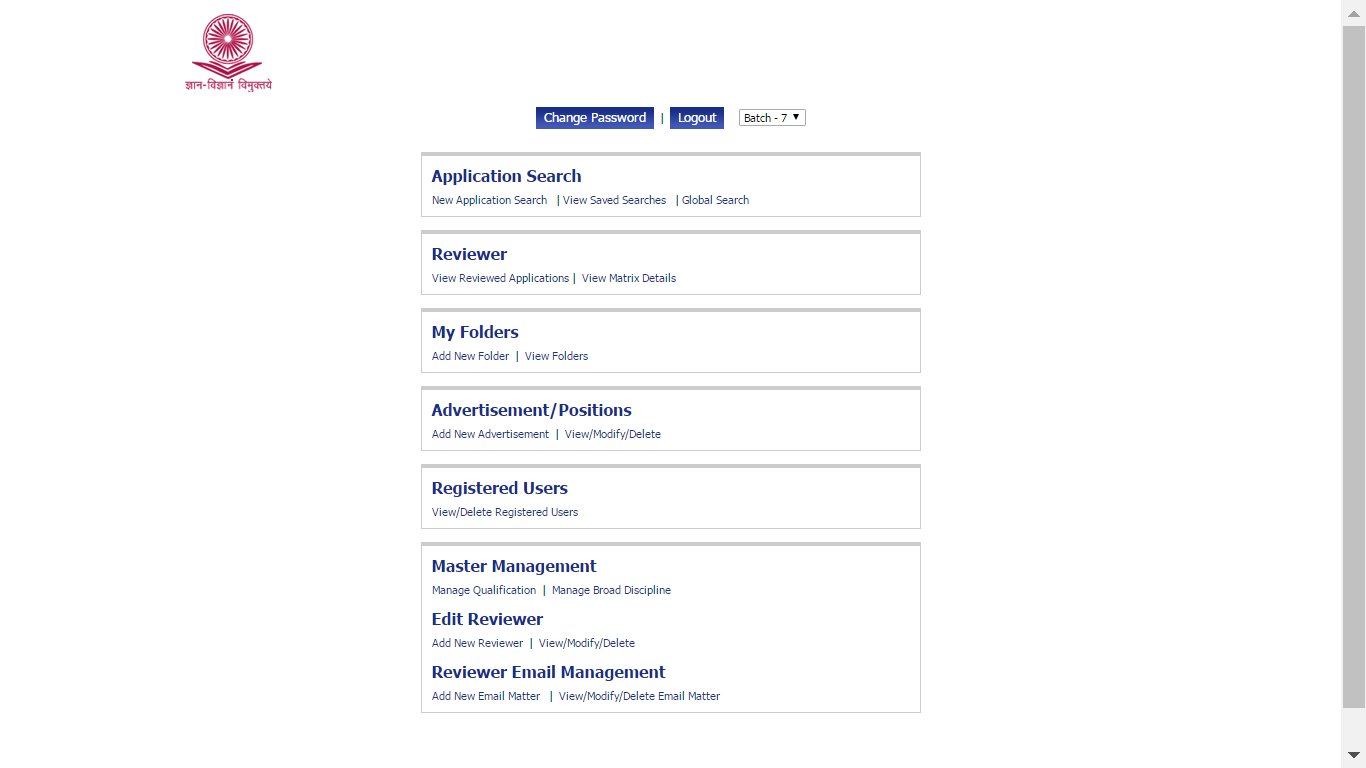 ज्ञान-विज्ञानं विमुक्तये
Change Password | Logout Batch - 7
Application Search
New Application Search | View Saved Searches | Global Search
Reviewer
View Reviewed Applications | View Matrix Details
My Folders
Add New Folder | View Folders
Advertisement/Positions
Add New Advertisement | View/Modify/Delete
Registered Users
View/Delete Registered Users
Master Management
Manage Qualification | Manage Broad Discipline
Edit Reviewer
Add New Reviewer | View/Modify/Delete
Reviewer Email Management
Add New Email Matter | View/Modify/Delete Email Matter